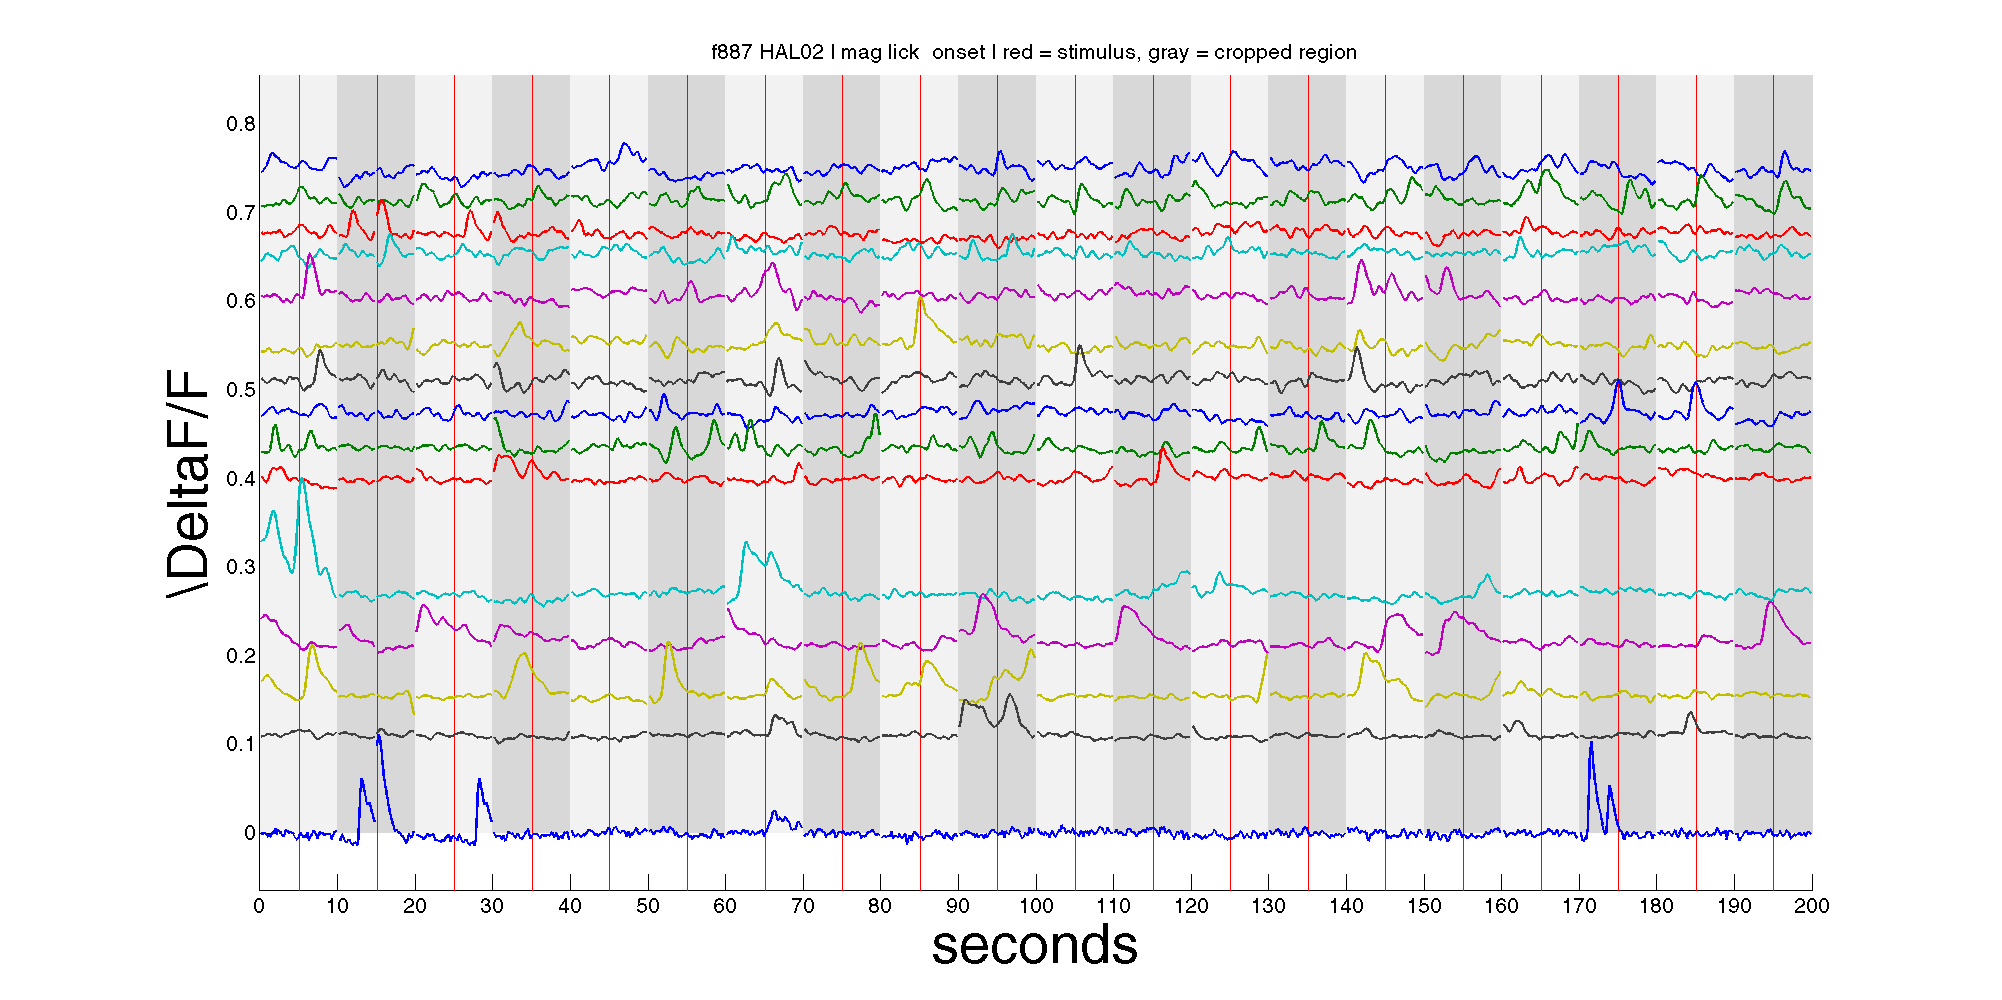 f887 HAL02 I mag lick  onset I red = stimulus, gray = cropped region
0.8
0.7
0.6
0.5
0.4
0.3
0.2
0.1
0
\DeltaF/F
0 10 20 30 40 50 60 70 80 90 100 110 120 130 140 150 160 170 180 190 200
seconds